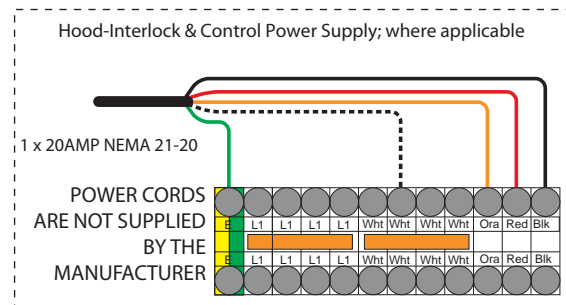 Hood-Interlock & Control Power Supply; where applicable
1 x 20AMP NEMA 21-20
POWER CORDS
ARE NOT SUPPLIED
BY THE
MANUFACTURER
E L1 L1 L1 L1 Wht Wht Wht Wht Ora Red Blk
E L1 L1 L1 L1 Wht Wht Wht Wht Ora Red Blk